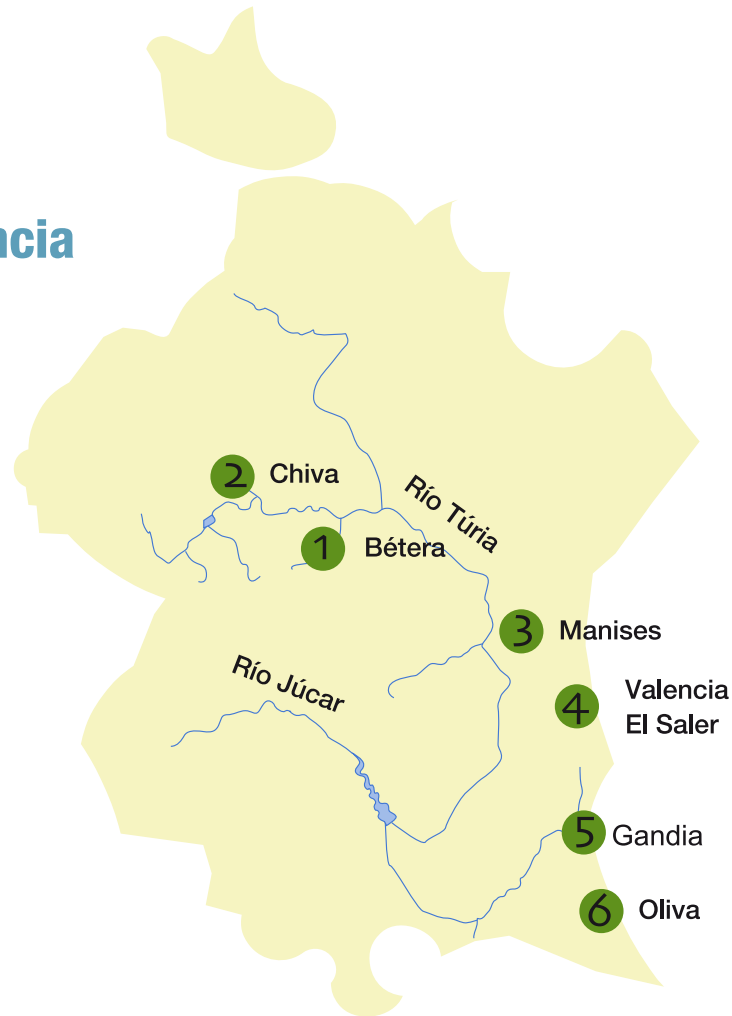 ncia
2 Chiva
Río Túria
1 Bétera
3 Manises
Río Júcar
4 Valencia
El Saler
5 Gandia
6 Oliva